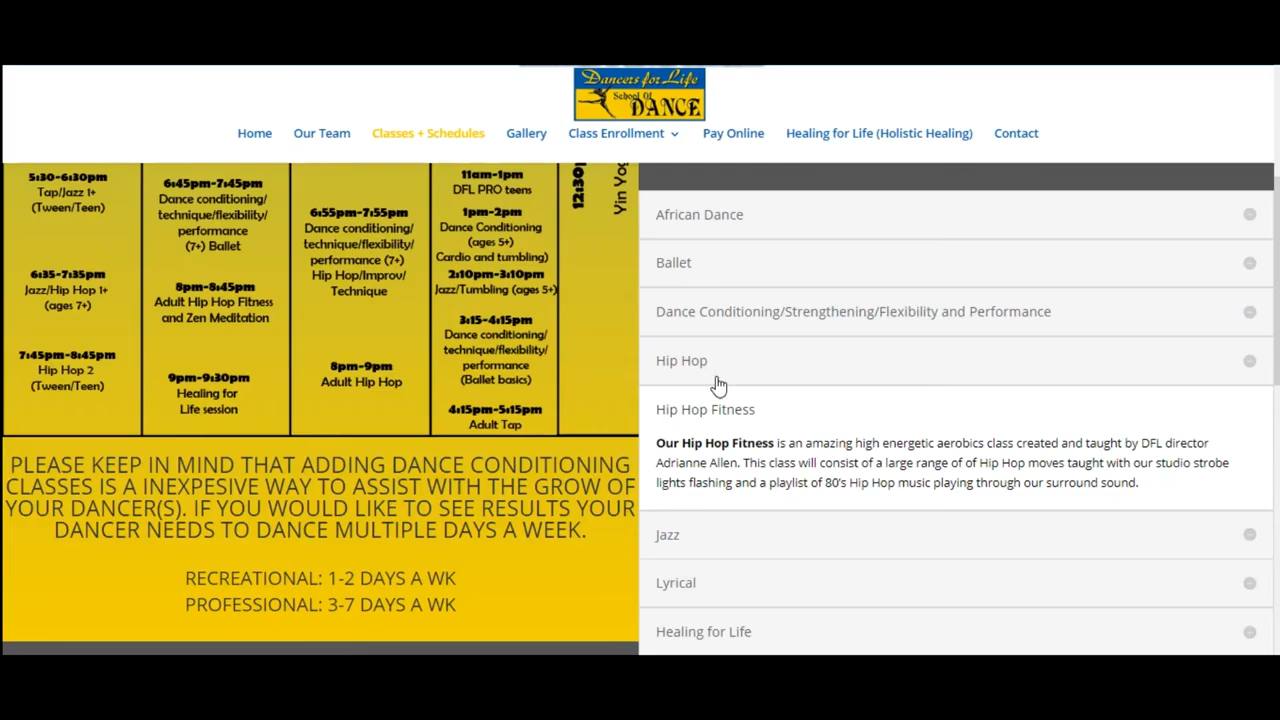 Dancers for Life
School Of
DANCE
Home
Our Team
Classes + Schedules
Gallery
Class Enrollment
Pay Online
Healing for Life (Holistic Healing)
Contact
5:30-6:30pm
Tap/Jazz 1+
(Tween/Teen)
6:35-7:35pm
Jazz/Hip Hop 1+
(ages 7+)
7:45pm-8:45pm
Hip Hop 2
(Tween/Teen)
6:45pm-7:45pm
Dance conditioning/
technique/flexibility/
performance
(7+) Ballet
8pm-8:45pm
Adult Hip Hop Fitness
and Zen Meditation
9pm-9:30pm
Healing for
Life session
6:55pm-7:55pm
Dance conditioning/
technique/flexibility/
performance (7+)
Hip Hop/Improv/
Technique
8pm-9pm
Adult Hip Hop
11am-1pm
DFL PRO teens
1pm-2pm
Dance Conditioning
(ages 5+)
Cardio and tumbling)
2:10pm-3:10pm
Jazz/Tumbling (ages 5+)
3:15-4:15pm
Dance conditioning/
technique/flexibility/
performance
(Ballet basics)
4:15pm-5:15pm
Adult Tap
12:30
Yin
PLEASE KEEP IN MIND THAT ADDING DANCE CONDITIONING
CLASSES IS A INEXPESIVE WAY TO ASSIST WITH THE GROW OF
YOUR DANCER(S). IF YOU WOULD LIKE TO SEE RESULTS YOUR
DANCER NEEDS TO DANCE MULTIPLE DAYS A WEEK.
RECREATIONAL: 1-2 DAYS A WK
PROFESSIONAL: 3-7 DAYS A WK
African Dance
Ballet
Dance Conditioning/Strengthening/Flexibility and Performance
Hip Hop
Hip Hop Fitness
Our Hip Hop Fitness is an amazing high energetic aerobics class created and taught by DFL director
Adrianne Allen. This class will consist of a large range of of Hip Hop moves taught with our studio strobe
lights flashing and a playlist of 80's Hip Hop music playing through our surround sound.
Jazz
Lyrical
Healing for Life